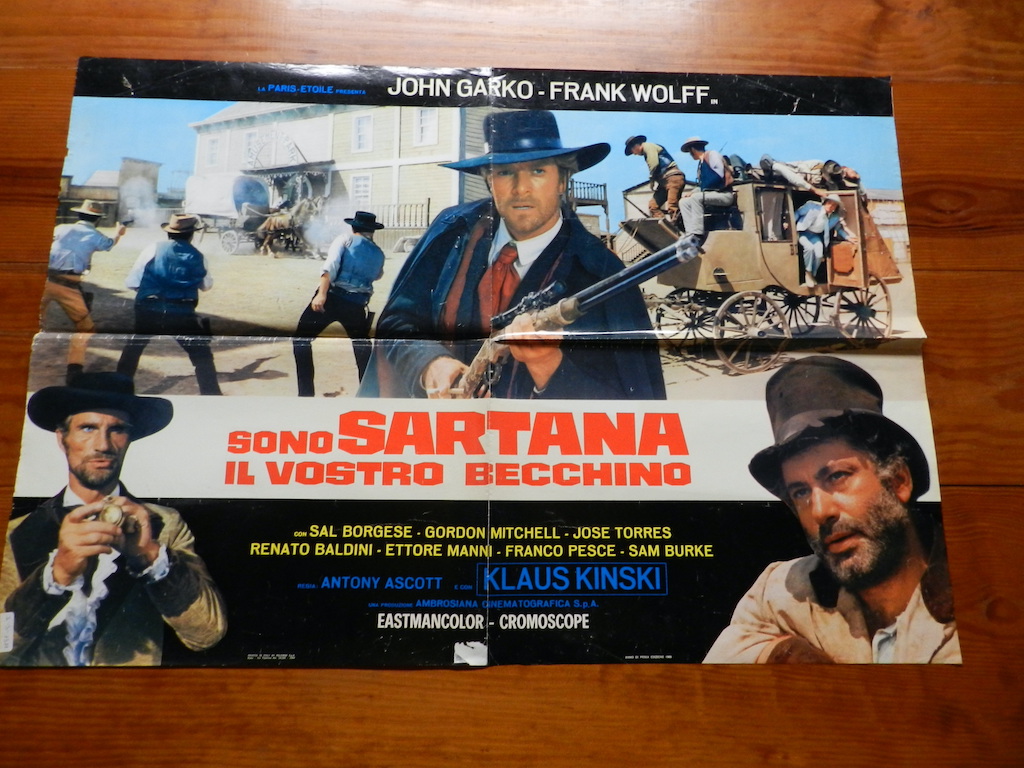 LA PARIS-ETOILE PRESENTA JOHN GARKO - FRANK WOLFF IN
SONO SARTANA
IL VOSTRO BECCHINO
CON SAL BORGESE - GORDON MITCHELL - JOSE TORRES
RENATO BALDINI - ETTORE MANNI - FRANCO PESCE - SAM BURKE
REGIA: ANTONY ASCOTT E CON KLAUS KINSKI
UNA PRODUZIONE AMBROSIANA CINEMATOGRAFICA S.p.A.
EASTMANCOLOR - CROMOSCOPE